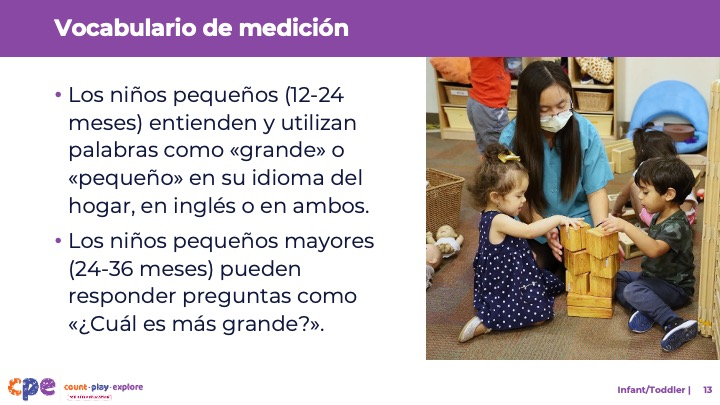 Vocabulario de medición
• Los niños pequeños (12-24
meses) entienden y utilizan
palabras como «grande» o
«pequeño» en su idioma del
hogar, en inglés o en ambos.
• Los niños pequeños mayores
(24-36 meses) pueden
responder preguntas como
«¿Cuál es más grande?».
cpe count·play·explore
Infant/Toddler | 13